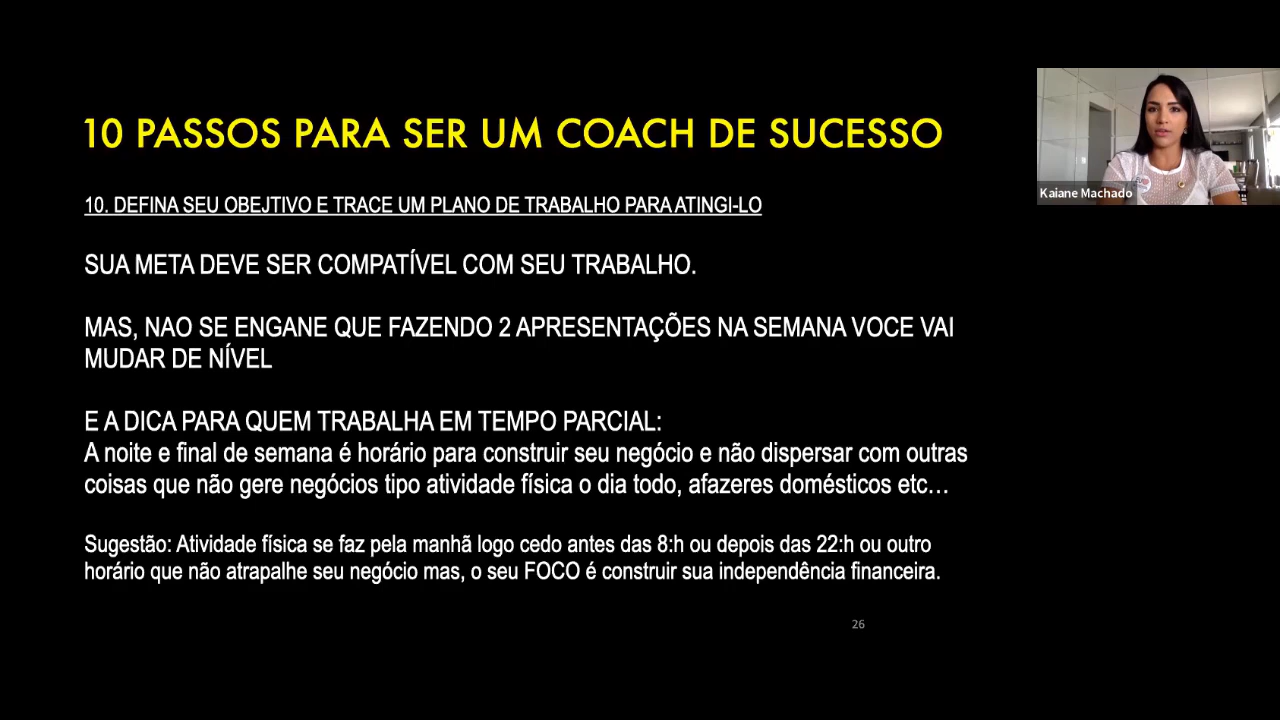 10 PASSOS PARA SER UM COACH DE SUCESSO
Kaiane Machado
10. DEFINA SEU OBEJTIVO E TRACE UM PLANO DE TRABALHO PARA ATINGI-LO
SUA META DEVE SER COMPATÍVEL COM SEU TRABALHO.
MAS, NAO SE ENGANE QUE FAZENDO 2 APRESENTAÇÕES NA SEMANA VOCE VAI
MUDAR DE NÍVEL
E A DICA PARA QUEM TRABALHA EM TEMPO PARCIAL:
A noite e final de semana é horário para construir seu negócio e não dispersar com outras
coisas que não gere negócios tipo atividade física o dia todo, afazeres domésticos etc…
Sugestão: Atividade física se faz pela manhã logo cedo antes das 8:h ou depois das 22:h ou outro
horário que não atrapalhe seu negócio mas, o seu FOCO é construir sua independência financeira.
26